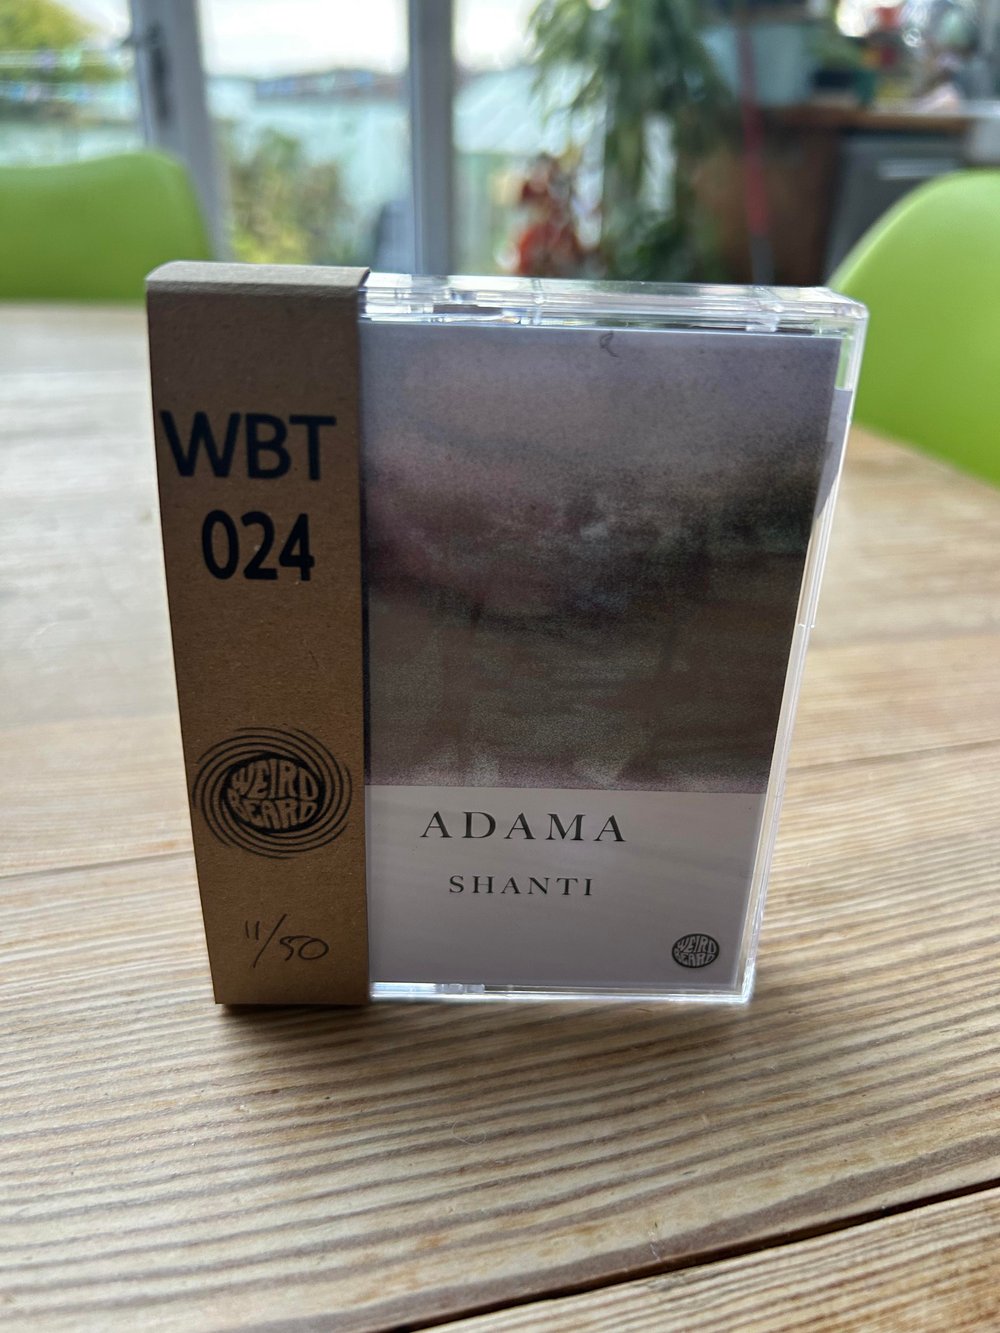 WBT
024
WEIRD
BEARD
11/50
ADAMA
SHANTI
WEIRD
BEARD